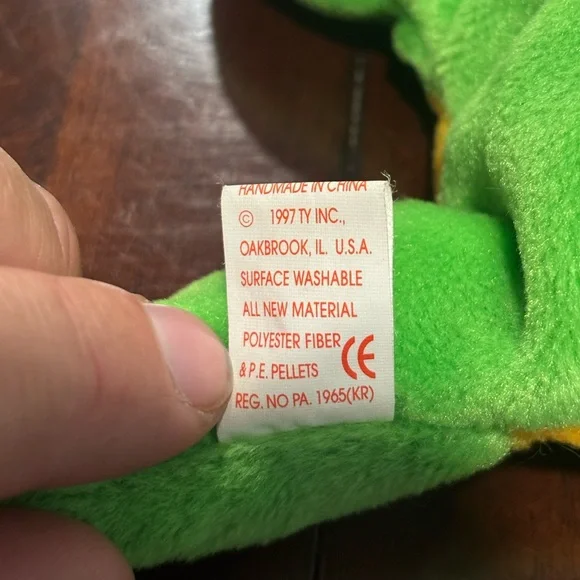 HANDMADE IN CHINA
© 1997 TY INC.,
OAKBROOK, IL. U.S.A.
SURFACE WASHABLE
ALL NEW MATERIAL
POLYESTER FIBER
& P.E. PELLETS CE
REG. NO PA. 1965(KR)